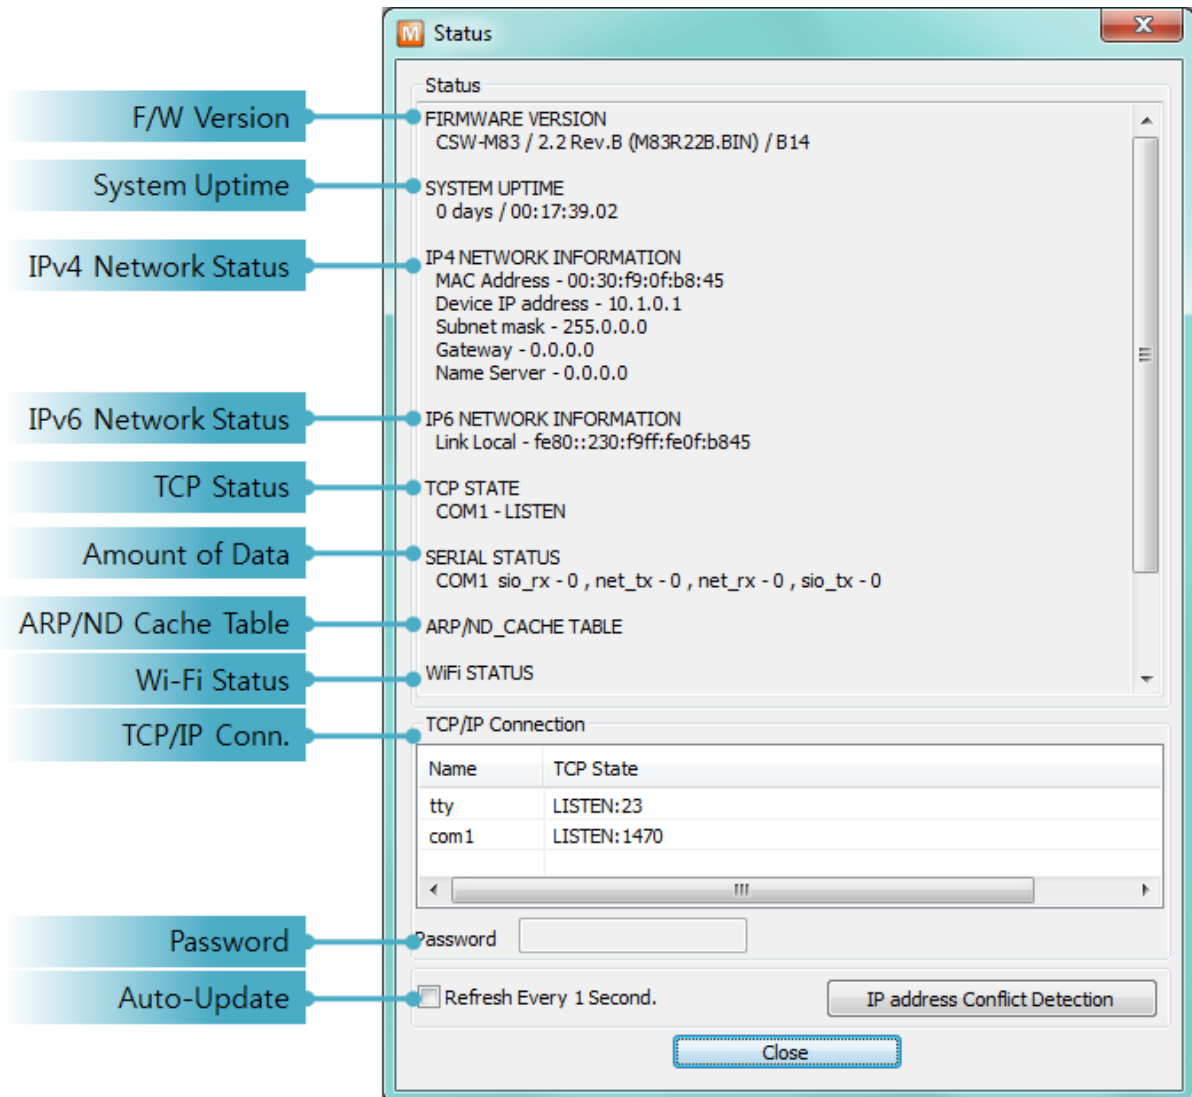 M Status
X
Status
F/W Version
FIRMWARE VERSION
CSW-M83 / 2.2 Rev.B (M83R22B.BIN) / B14
System Uptime
SYSTEM UPTIME
0 days / 00:17:39.02
IPv4 Network Status
IP4 NETWORK INFORMATION
MAC Address - 00:30:f9:0f:b8:45
Device IP address - 10.1.0.1
Subnet mask - 255.0.0.0
Gateway - 0.0.0.0
Name Server - 0.0.0.0
IPv6 Network Status
IP6 NETWORK INFORMATION
Link Local - fe80::230:f9ff:fe0f:b845
TCP Status
TCP STATE
COM1 - LISTEN
Amount of Data
SERIAL STATUS
COM1 sio_rx - 0 , net_tx - 0 , net_rx - 0 , sio_tx - 0
ARP/ND Cache Table
ARP/ND_CACHE TABLE
Wi-Fi Status
WiFi STATUS
TCP/IP Conn.
TCP/IP Connection
Name TCP State
tty LISTEN:23
com1 LISTEN:1470
Password
Password
Auto-Update
Refresh Every 1 Second.
IP address Conflict Detection
Close